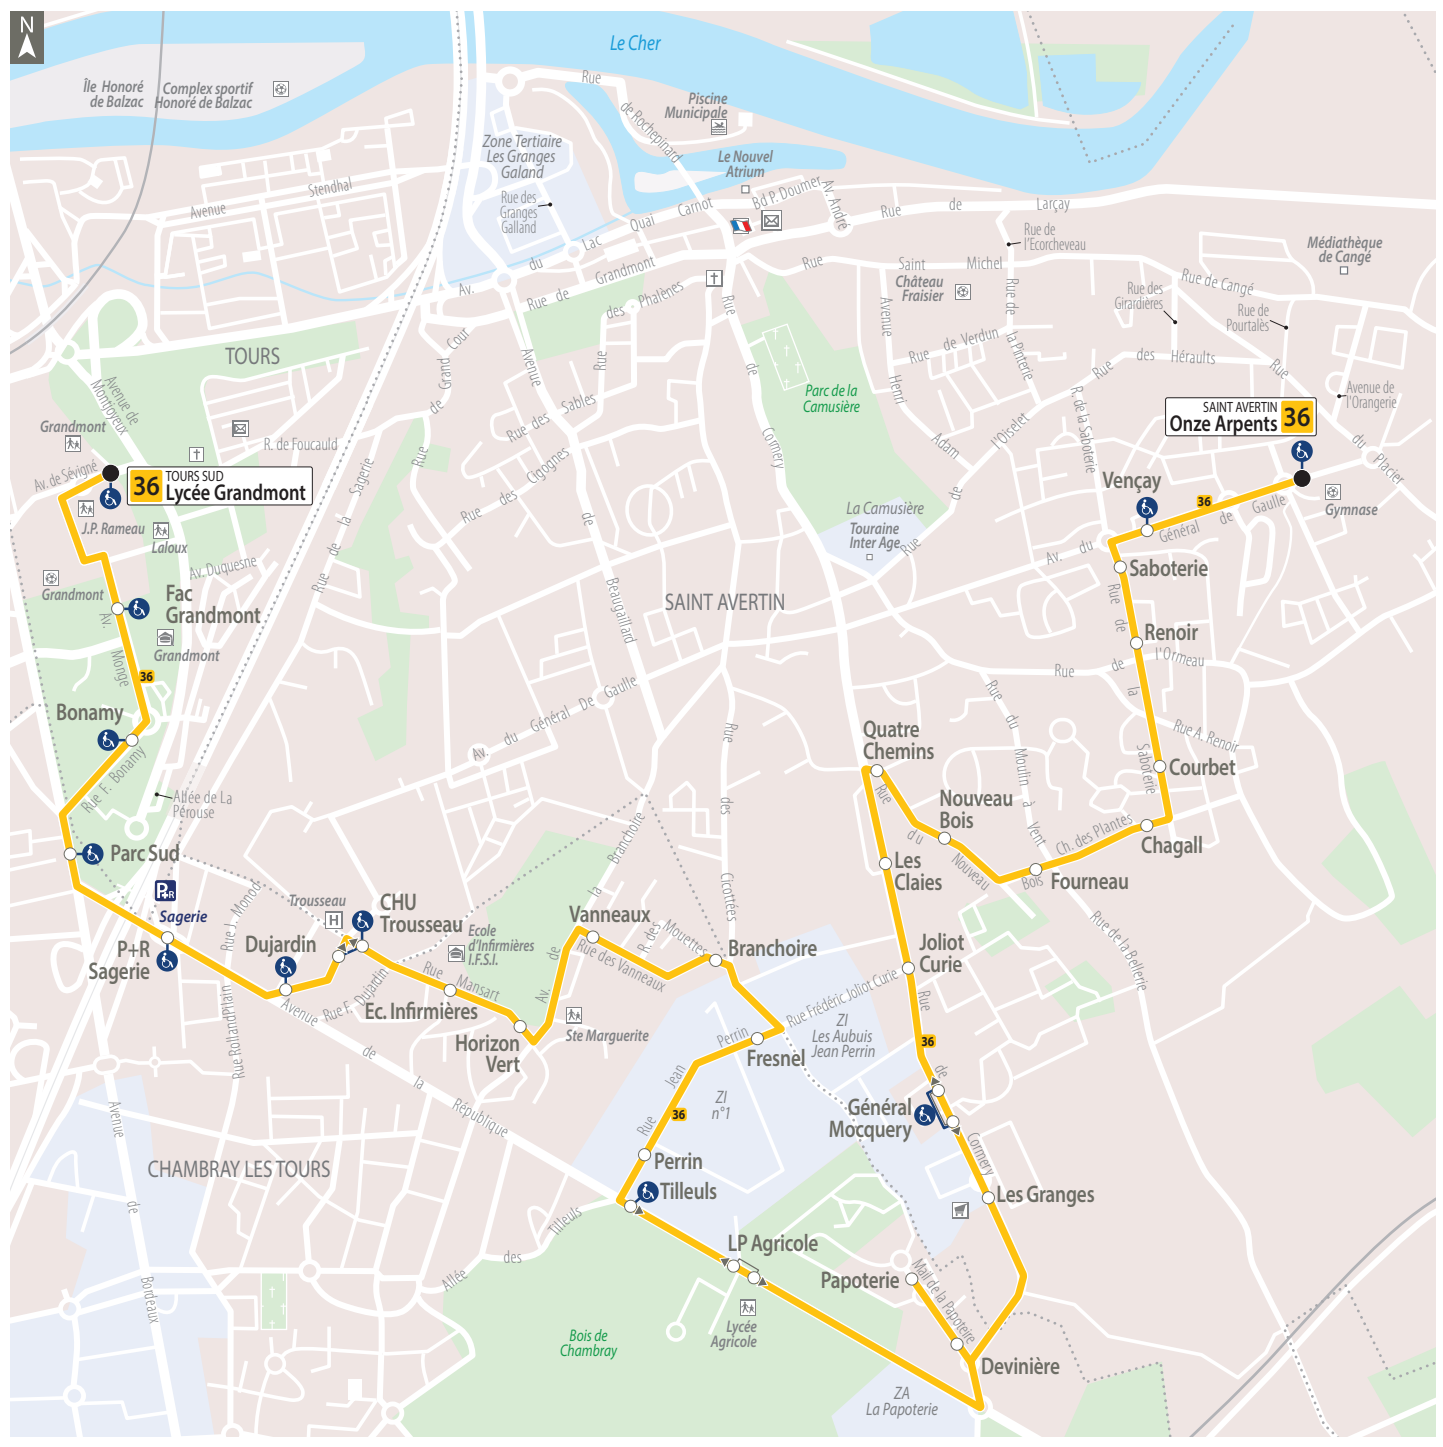 N
Le Cher
Île Honoré
de Balzac
Complex sportif
Honoré de Balzac
Rue
de Rochepinard
Piscine
Municipale
Zone Tertiaire
Les Granges
Galand
Le Nouvel
Atrium
Avenue
Stendhal
Rue des
Granges
Galland
Quai
Carnot
Bd P. Doumer
Av. André
Rue
de
Larçay
Rue de
l'Ecorcheveau
Médiathèque
de Cangé
Av.
du
Lac
Rue de
Grandmont
des
Phalènes
Rue
Saint
Michel
Château
Fraisier
Rue de Cangé
Rue des
Girardières
Rue de
Pourtalès
TOURS
Avenue de
Montjoyeux
Cour
Grand
de
Rue
Avenue
Rue
Rue
de
Cormery
Parc de la
Camusière
Avenue
Henri
Adam
Rue
de
Verdun
Rue de
la Pinterie
Rue
des
Héraults
Rue
du
Placier
Avenue de
l'Orangerie
SAINT AVERTIN
Onze Arpents
36
Grandmont
R. de Foucauld
Av. de Sévigné
36
TOURS SUD
Lycée Grandmont
Rue des
Sables
Rue
des
Cigognes
Rue
de
la
Sagerie
l'Oiselet
de
Rue
R. de la Saboterie
Vençay
36
Gymnase
J.P. Rameau
Laloux
La Camusière
Touraine
Inter Age
Av.
du
Général
de
Gaulle
Grandmont
Av. Duquesne
Fac
Grandmont
Saboterie
SAINT AVERTIN
de
Beaugaillard
Rue
de
la
Saboterie
Renoir
l'Ormeau
de
Rue
Av.
Monge
Grandmont
36
Bonamy
Rue F. Bonamy
Av.
du
Général
De
Gaulle
Rue
des
Cicottées
Quatre
Chemins
Rue
du
Moulin
à
Vent
Rue A. Renoir
Courbet
Allée de La
Pérouse
Rue
du
Nouveau
Bois
Nouveau
Bois
Ch. des Plantes
Chagall
Parc Sud
P+R
Sagerie
Les
Claies
Fourneau
Rue J. Monod
Trousseau
H
CHU
Trousseau
la
Branchoire
Vanneaux
R. des
Mouettes
Branchoire
Rue de la Bellerie
P+R
Sagerie
Dujardin
Ecole
d'Infirmières
I.F.S.I.
Rue des Vanneaux
Joliot
Curie
Rue
Mansart
Ec. Infirmières
Av.
de
Rue Frédéric Joliot Curie
Rue
de
Cormery
Rue Roland Pilain
Avenue
Rue F.
Dujardin
Horizon
Vert
Ste Marguerite
Perrin
Fresnel
ZI
Les Aubuis
Jean Perrin
36
de
la
République
Jean
Rue
36
ZI
n°1
Général
Mocquery
Avenue
de
Bordeaux
CHAMBRAY LES TOURS
Perrin
Tilleuls
Les Granges
Allée
des
Tilleuls
LP Agricole
Papoterie
Mail de la Papoteire
Lycée
Agricole
Bois de
Chambray
Devinière
ZA
La Papoterie